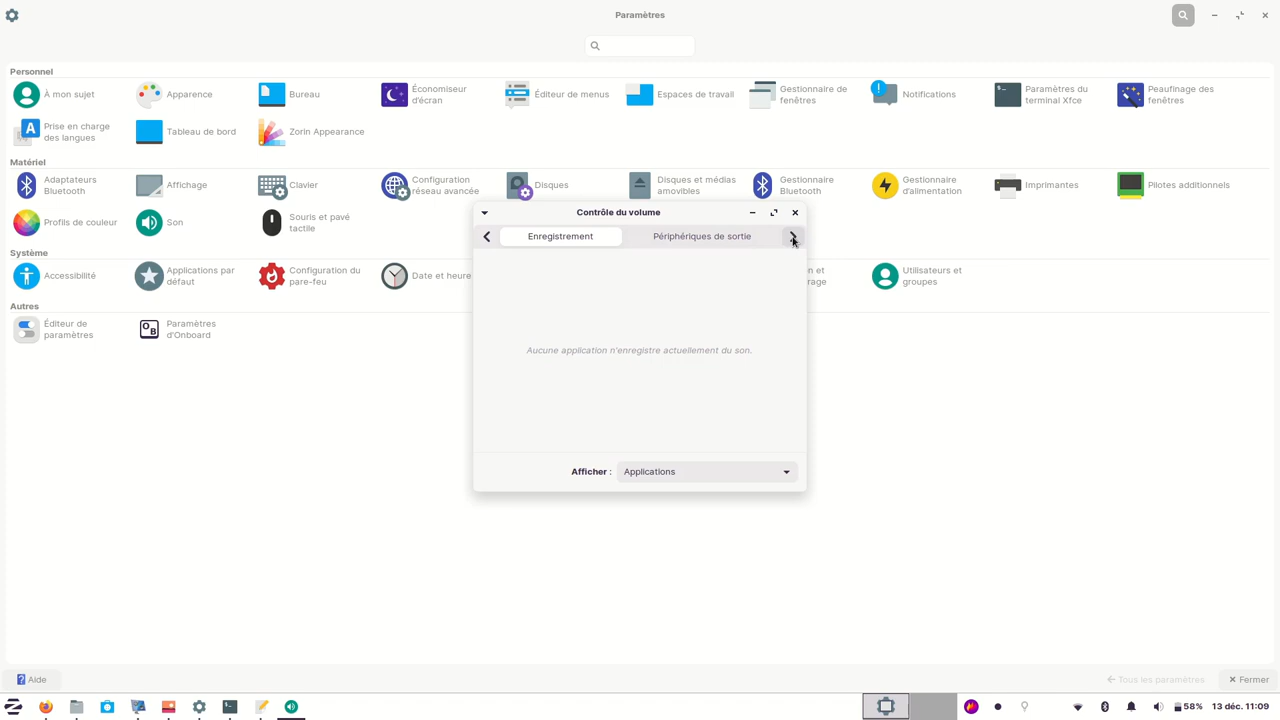 Paramètres
Personnel
À mon sujet
Apparence
Bureau
Économiseur
d'écran
Éditeur de menus
Espaces de travail
Gestionnaire de
fenêtres
Notifications
Paramètres du
terminal Xfce
Peaufinage des
fenêtres
Prise en charge
des langues
Tableau de bord
Zorin Appearance
Matériel
Adaptateurs
Bluetooth
Affichage
Clavier
Configuration
réseau avancée
Disques
Disques et médias
amovibles
Gestionnaire
Bluetooth
Gestionnaire
d'alimentation
Imprimantes
Pilotes additionnels
Profils de couleur
Son
Souris et pavé
tactile
Contrôle du volume
Enregistrement
Périphériques de sortie
Aucune application n'enregistre actuellement du son.
Afficher :
Applications
Système
Accessibilité
Applications par
défaut
Configuration du
pare-feu
Date et heure
n et
rage
Utilisateurs et
groupes
Autres
Éditeur de
paramètres
Paramètres
d'Onboard
Aide
Tous les paramètres
Fermer
58%
13 déc. 11:09